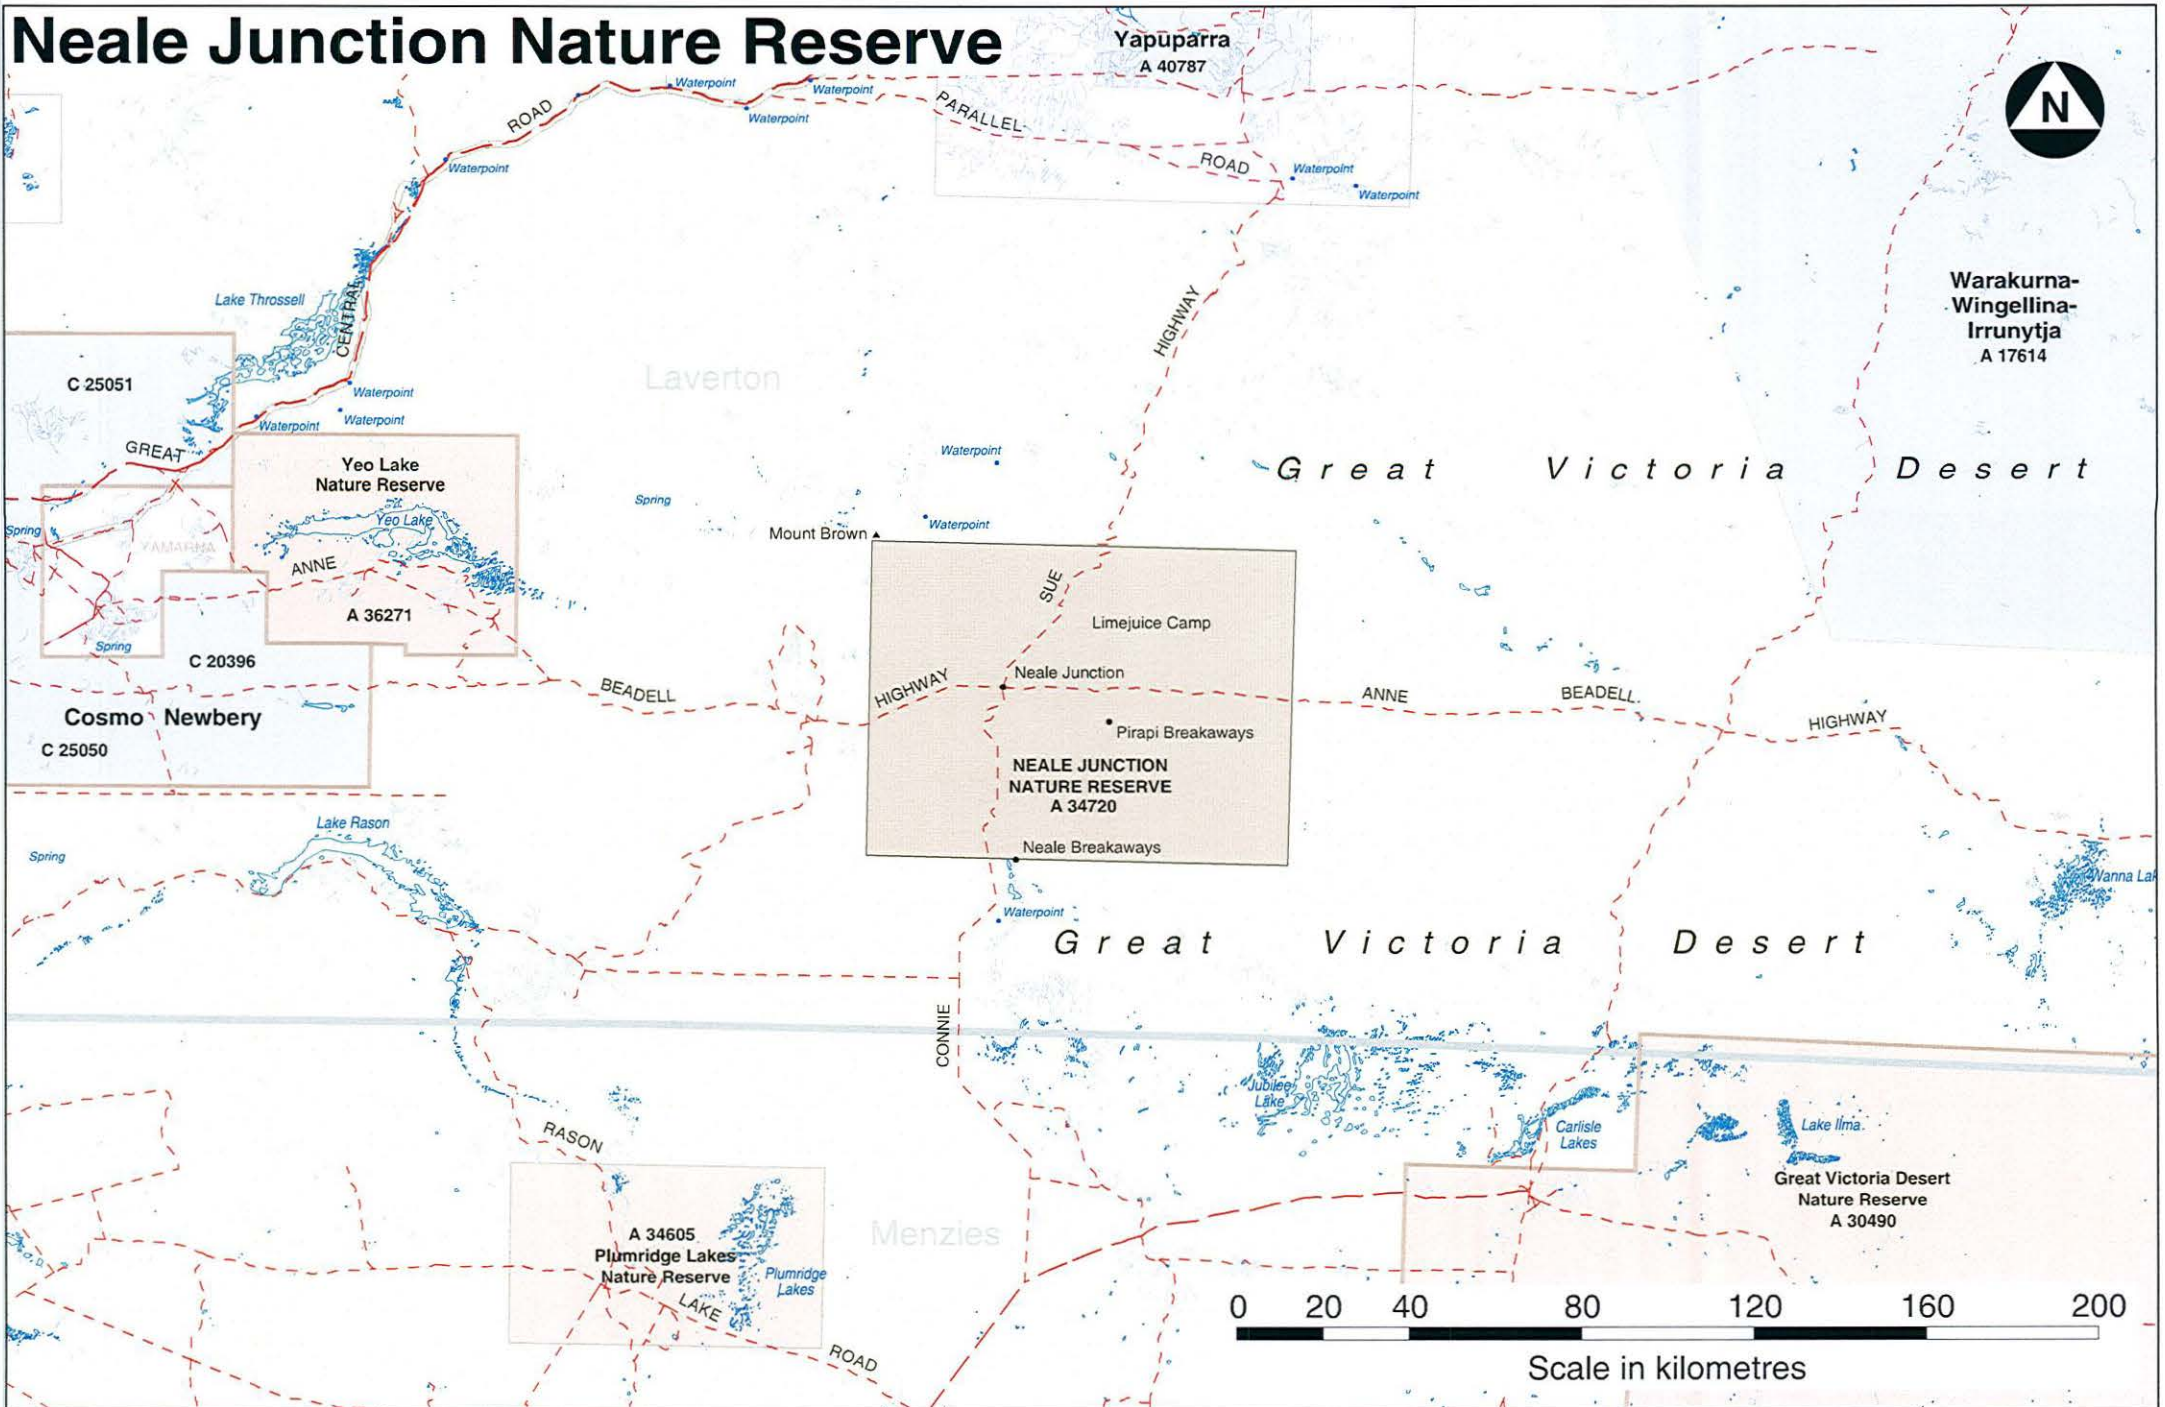 Neale Junction Nature Reserve
Yapuparra
A 40787
N
Waterpoint
Waterpoint
Waterpoint
ROAD
PARALLEL
ROAD
Waterpoint
Waterpoint
Waterpoint
Warakurna-
Wingellina-
Irrunytja
A 17614
Lake Throssell
CENTRAL
HIGHWAY
C 25051
Laverton
Waterpoint
Waterpoint
Waterpoint
GREAT
Waterpoint
Great Victoria Desert
Yeo Lake
Nature Reserve
Spring
Yeo Lake
Waterpoint
Spring
Mount Brown
YAMARNA
ANNE
SUE
A 36271
Limejuice Camp
Spring
C 20396
Neale Junction
BEADELL
HIGHWAY
ANNE
BEADELL
HIGHWAY
Cosmo Newbery
C 25050
Pirapi Breakaways
NEALE JUNCTION
NATURE RESERVE
A 34720
Lake Rason
Neale Breakaways
Spring
Wanna Lak
Waterpoint
Great Victoria Desert
CONNIE
Jubilee
Lake
Carlisle
Lakes
Lake Ilma
RASON
Great Victoria Desert
Nature Reserve
A 30490
A 34605
Plumridge Lakes
Nature Reserve
Menzies
Plumridge
Lakes
LAKE
ROAD
0 20 40 80 120 160 200
Scale in kilometres